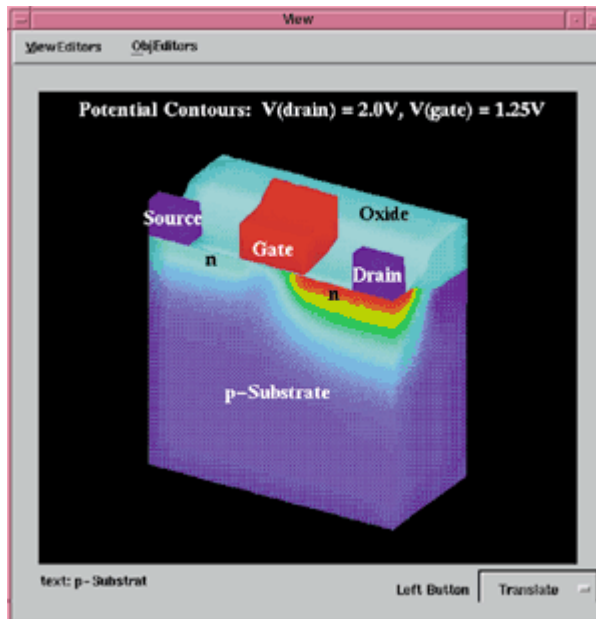 View
ViewEditors ObjEditors
Potential Contours: V(drain) = 2.0V, V(gate) = 1.25V
Source
Oxide
Gate
n
Drain
n
p-Substrate
text: p-Substrat
Left Button Translate